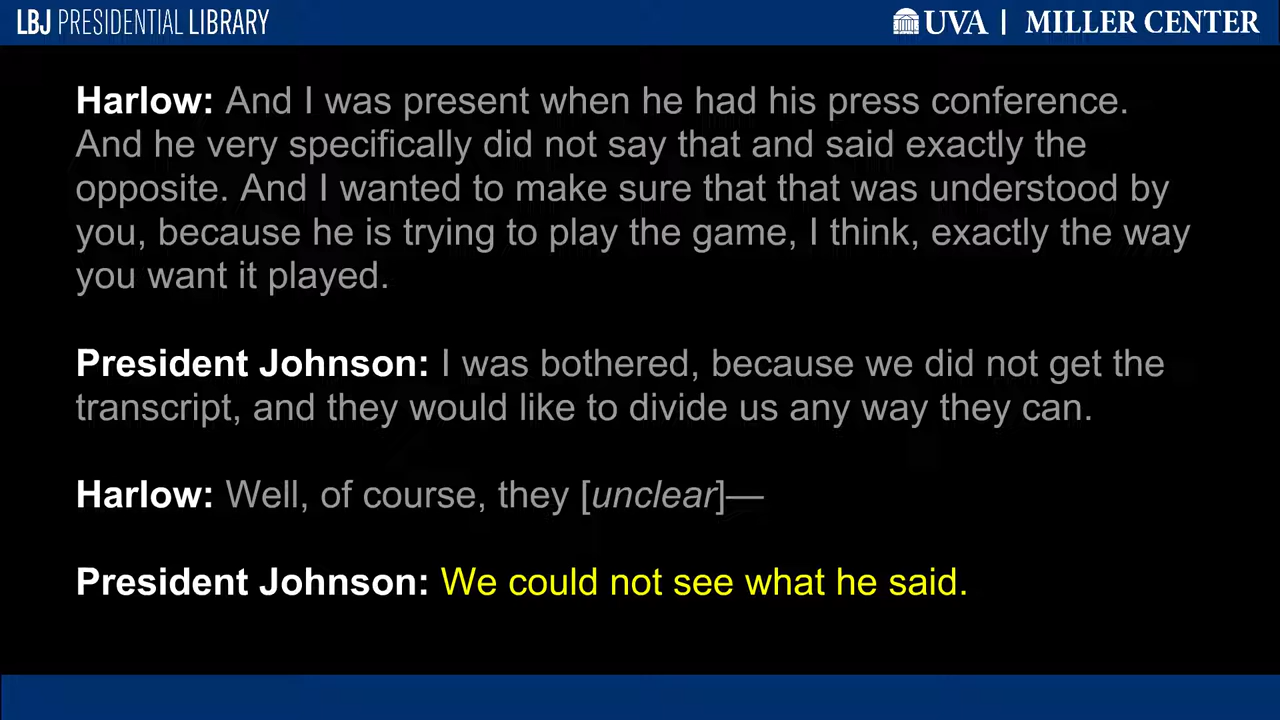 LBJ PRESIDENTIAL LIBRARY
UVA | MILLER CENTER
Harlow: And I was present when he had his press conference.
And he very specifically did not say that and said exactly the
opposite. And I wanted to make sure that that was understood by
you, because he is trying to play the game, I think, exactly the way
you want it played.
President Johnson: I was bothered, because we did not get the
transcript, and they would like to divide us any way they can.
Harlow: Well, of course, they [unclear]—
President Johnson: We could not see what he said.